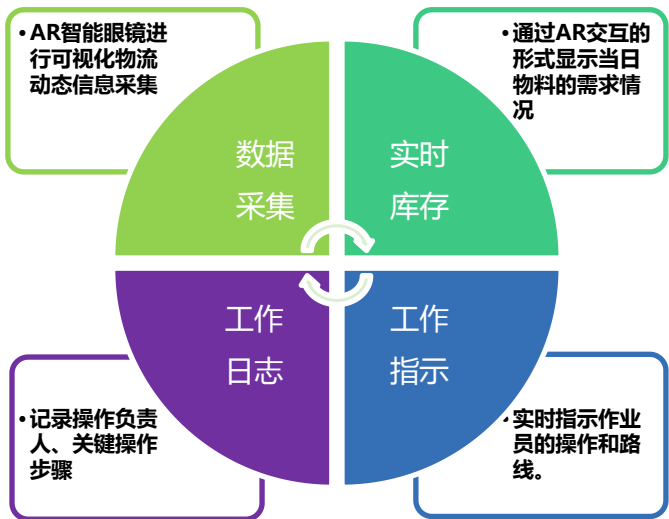 •AR智能眼镜进
行可视化物流
动态信息采集
•通过AR交互的
形式显示当日
物料的需求情
况
数据
采集
实时
库存
工作
日志
工作
指示
•记录操作负责
人、关键操作
步骤
•实时指示作业
员的操作和路
线。